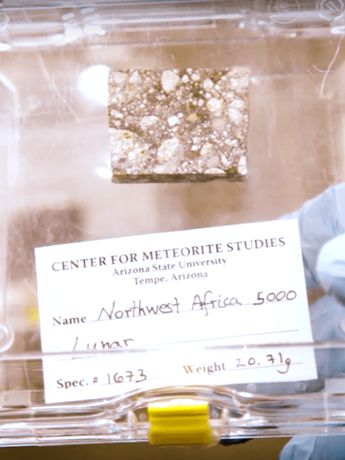 CENTER FOR METEORITE STUDIES
Arizona State University
Tempe, Arizona
Name Northwest Africa 5000
Lunar
Spec. # 1673 Weight 20.71g